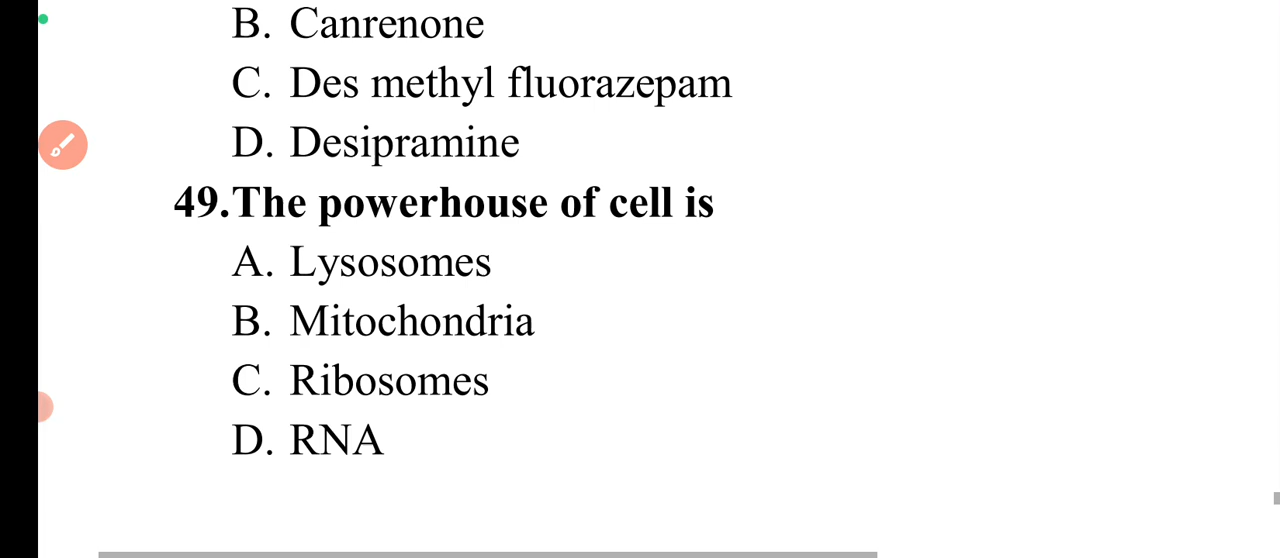 B. Canrenone
C. Des methyl fluorazepam
D. Desipramine
49.The powerhouse of cell is
A. Lysosomes
B. Mitochondria
C. Ribosomes
D. RNA